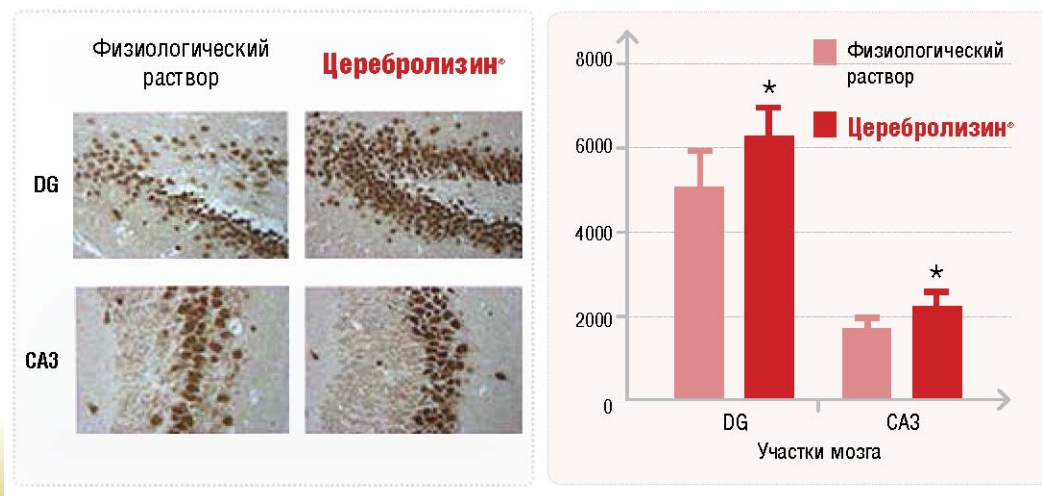 Физиологический
раствор
Церебролизин®
DG
CA3
8000
6000
4000
2000
0
Физиологический
раствор
Церебролизин®
*
*
DG
CA3
Участки мозга